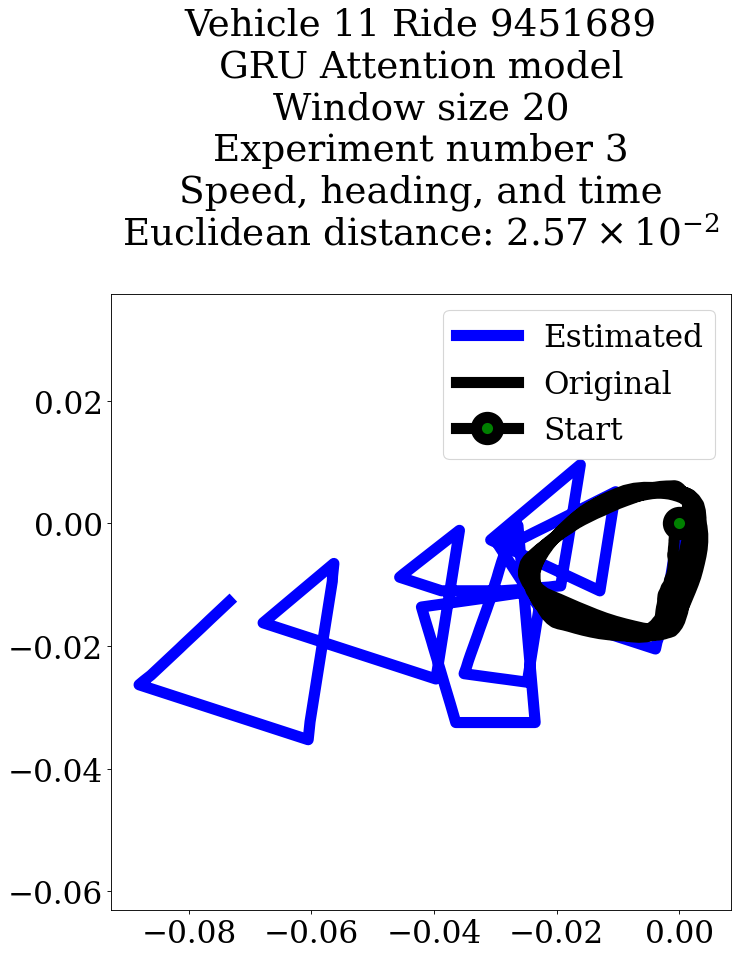 Vehicle 11 Ride 9451689
GRU Attention model
Window size 20
Experiment number 3
Speed, heading, and time
Euclidean distance: 2.57 × 10⁻²
Estimated
Original
Start
0.02
0.00
−0.02
−0.04
−0.06
−0.08 −0.06 −0.04 −0.02 0.00